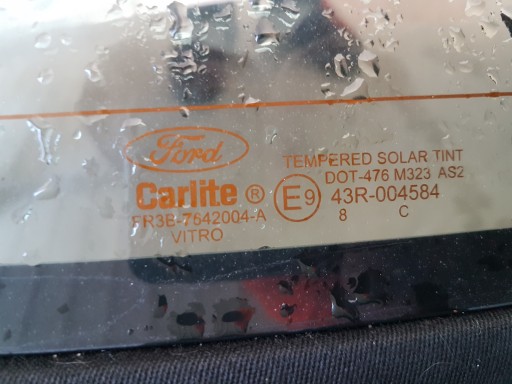 Ford
Carlite ®
FR3B-7642004-A
VITRO
TEMPERED SOLAR TINT
DOT-476 M323 AS2
E9 43R-004584
8 C